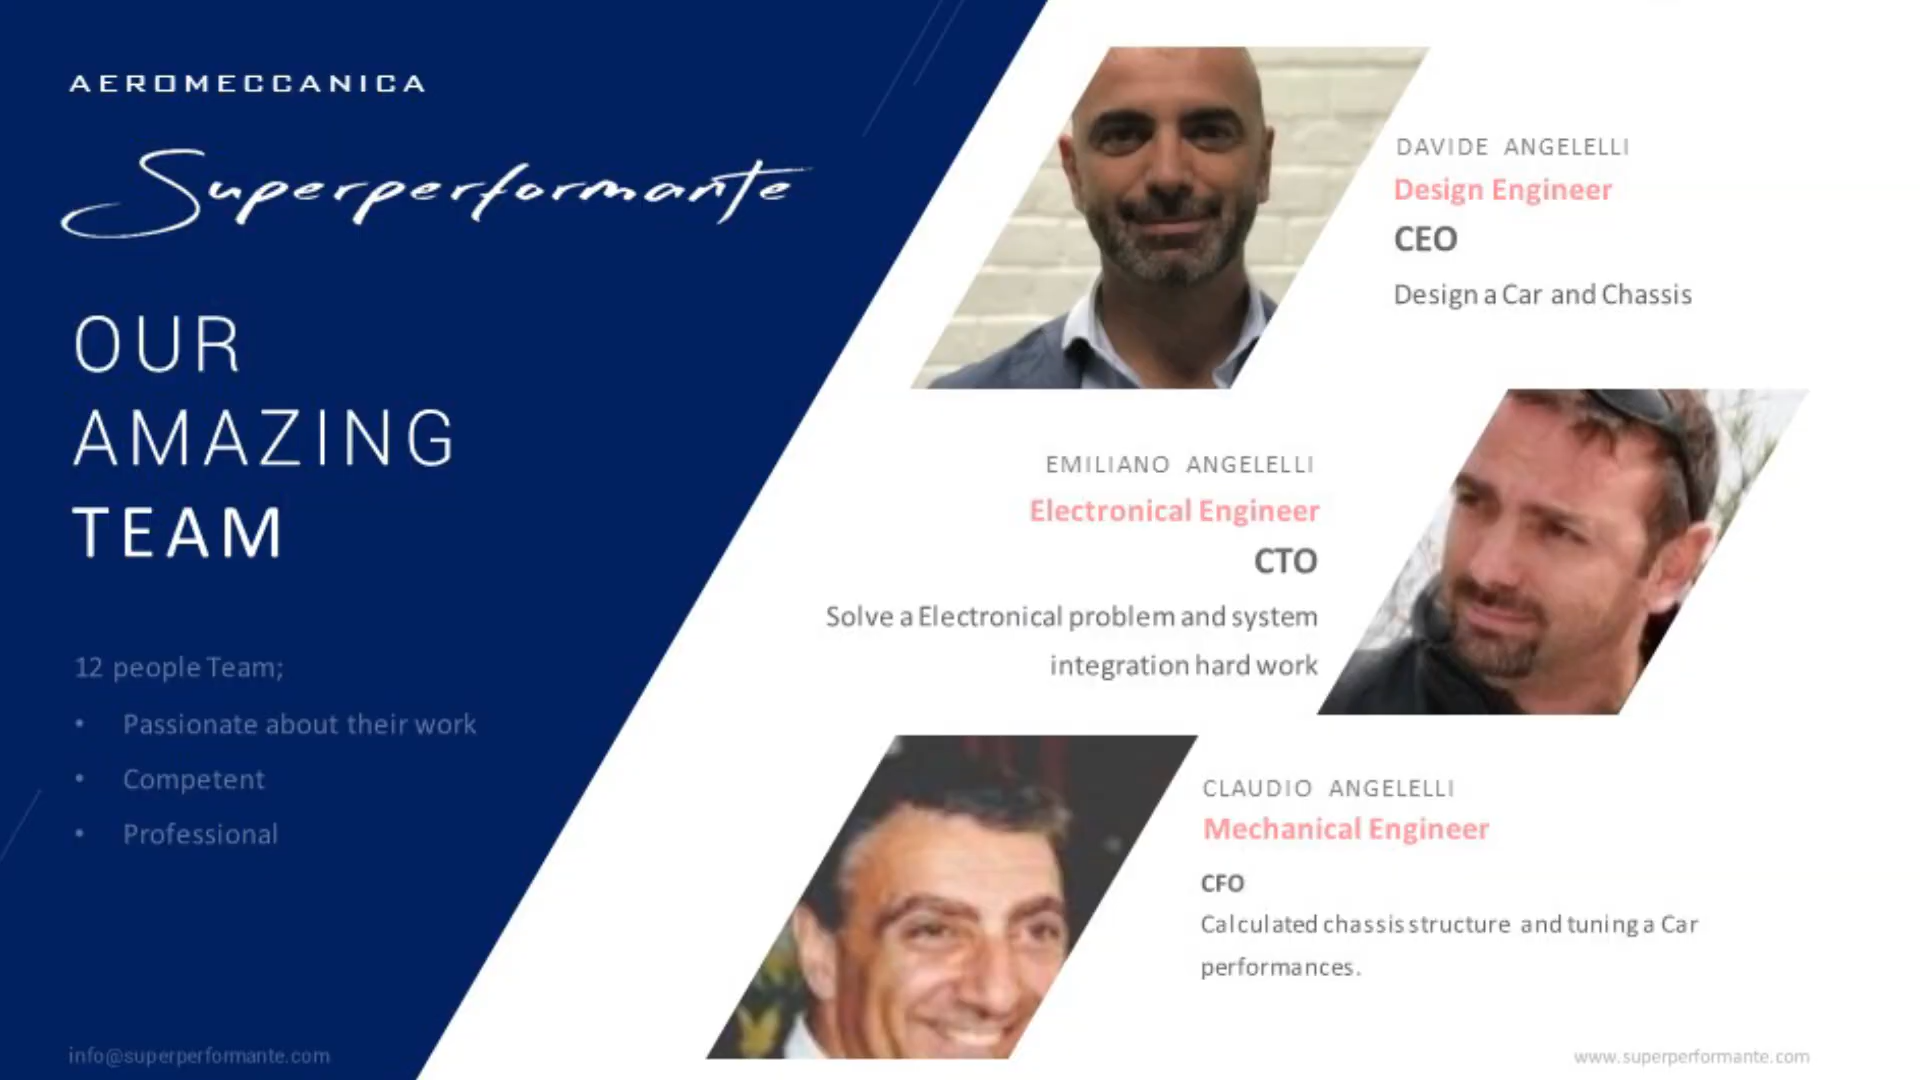 AEROMECCANICA
Superperformante
OUR
AMAZING
TEAM
12 people Team;
• Passionate about their work
• Competent
• Professional
info@superperformante.com
DAVIDE ANGELELLI
Design Engineer
CEO
Design a Car and Chassis
EMILIANO ANGELELLI
Electronical Engineer
CTO
Solve a Electronical problem and system
integration hard work
CLAUDIO ANGELELLI
Mechanical Engineer
CFO
Calculated chassis structure and tuning a Car
performances.
www.superperformante.com